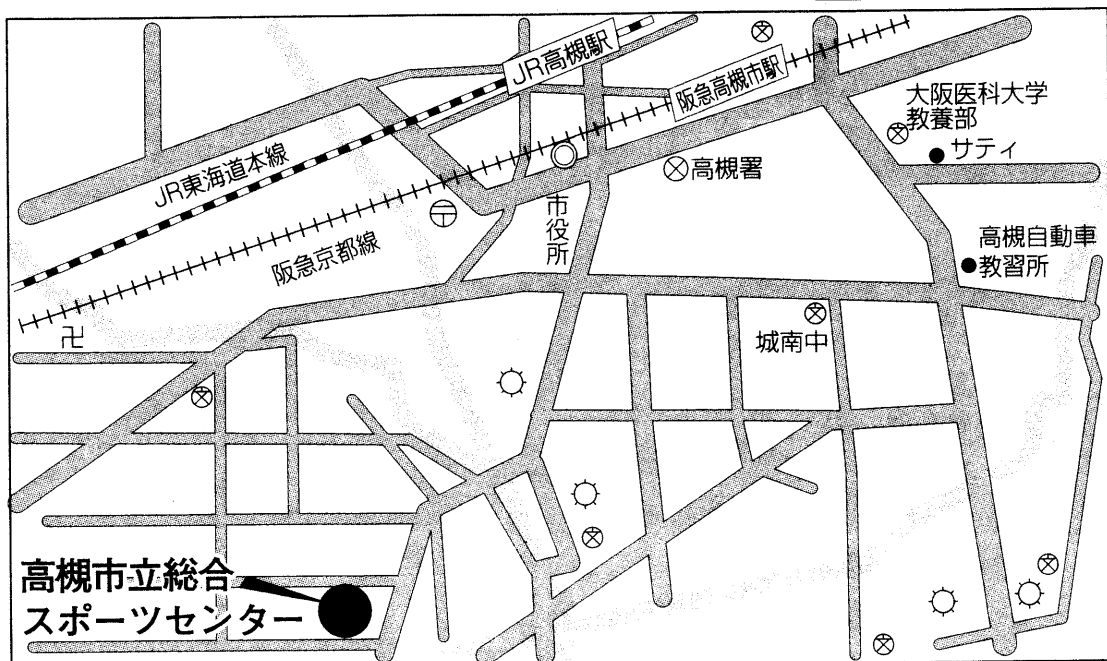 JR高槻駅
阪急高槻市駅
大阪医科大学
教養部
サティ
JR東海道本線
高槻署
市役所
阪急京都線
高槻自動車
教習所
城南中
高槻市立総合
スポーツセンター